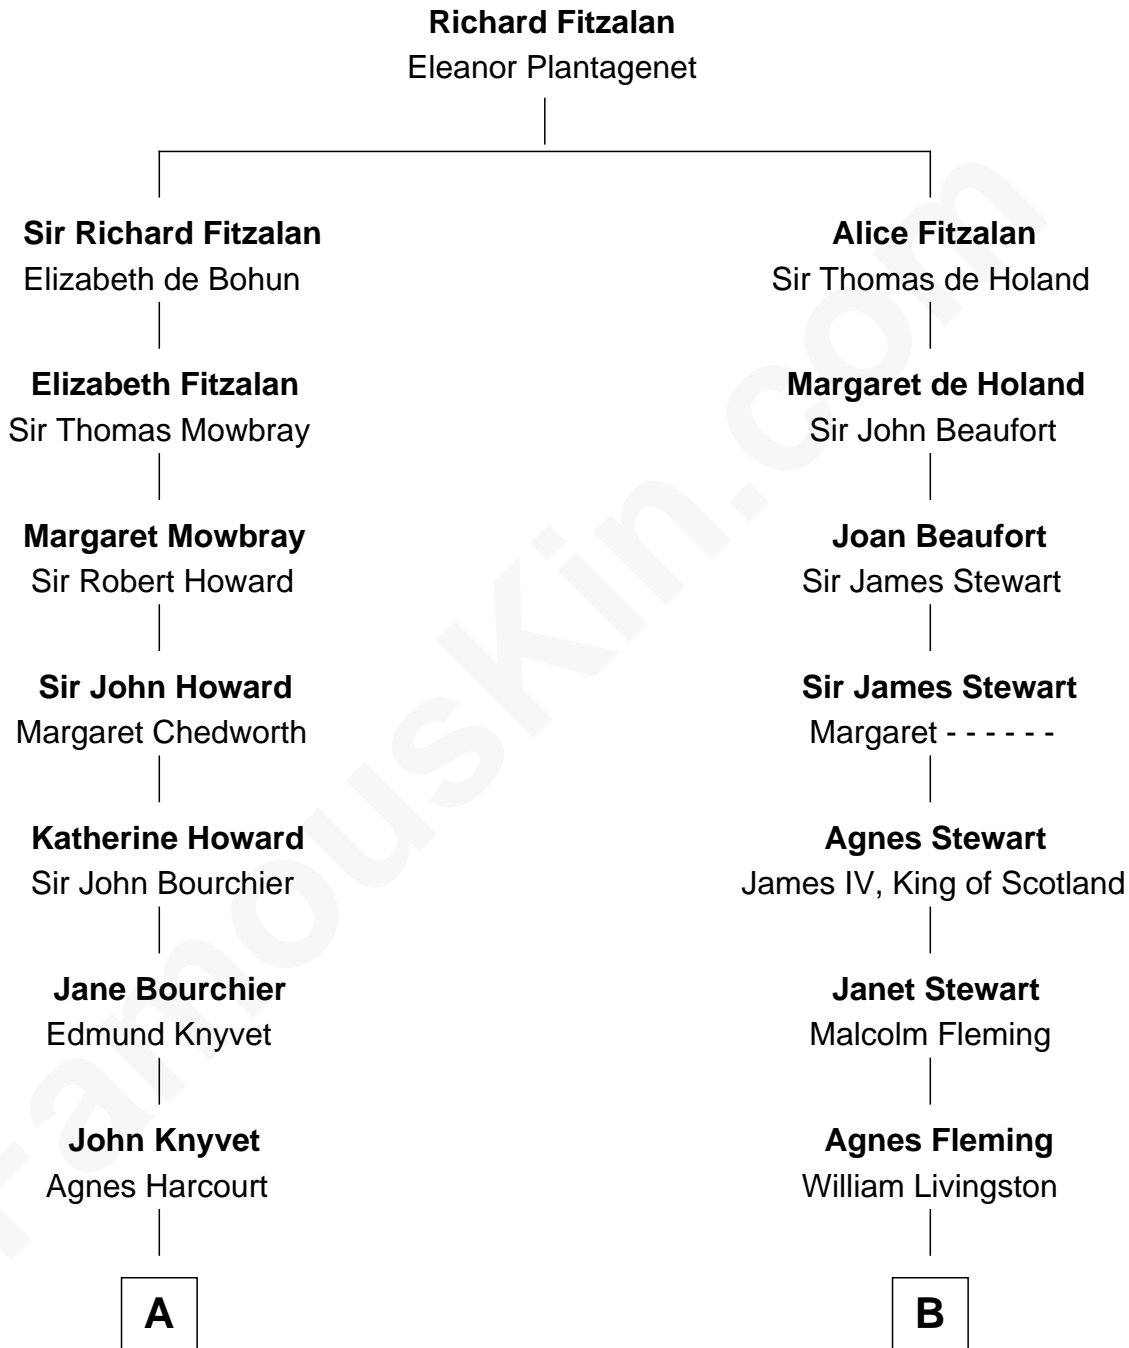 Richard Fitzalan
Eleanor Plantagenet
Sir Richard Fitzalan
Elizabeth de Bohun
Elizabeth Fitzalan
Sir Thomas Mowbray
Margaret Mowbray
Sir Robert Howard
Sir John Howard
Margaret Chedworth
Katherine Howard
Sir John Bourchier
Jane Bourchier
Edmund Knyvet
John Knyvet
Agnes Harcourt
A
Alice Fitzalan
Sir Thomas de Holand
Margaret de Holand
Sir John Beaufort
Joan Beaufort
Sir James Stewart
Sir James Stewart
Margaret - - - - - -
Agnes Stewart
James IV, King of Scotland
Janet Stewart
Malcolm Fleming
Agnes Fleming
William Livingston
B
FamousKin.com